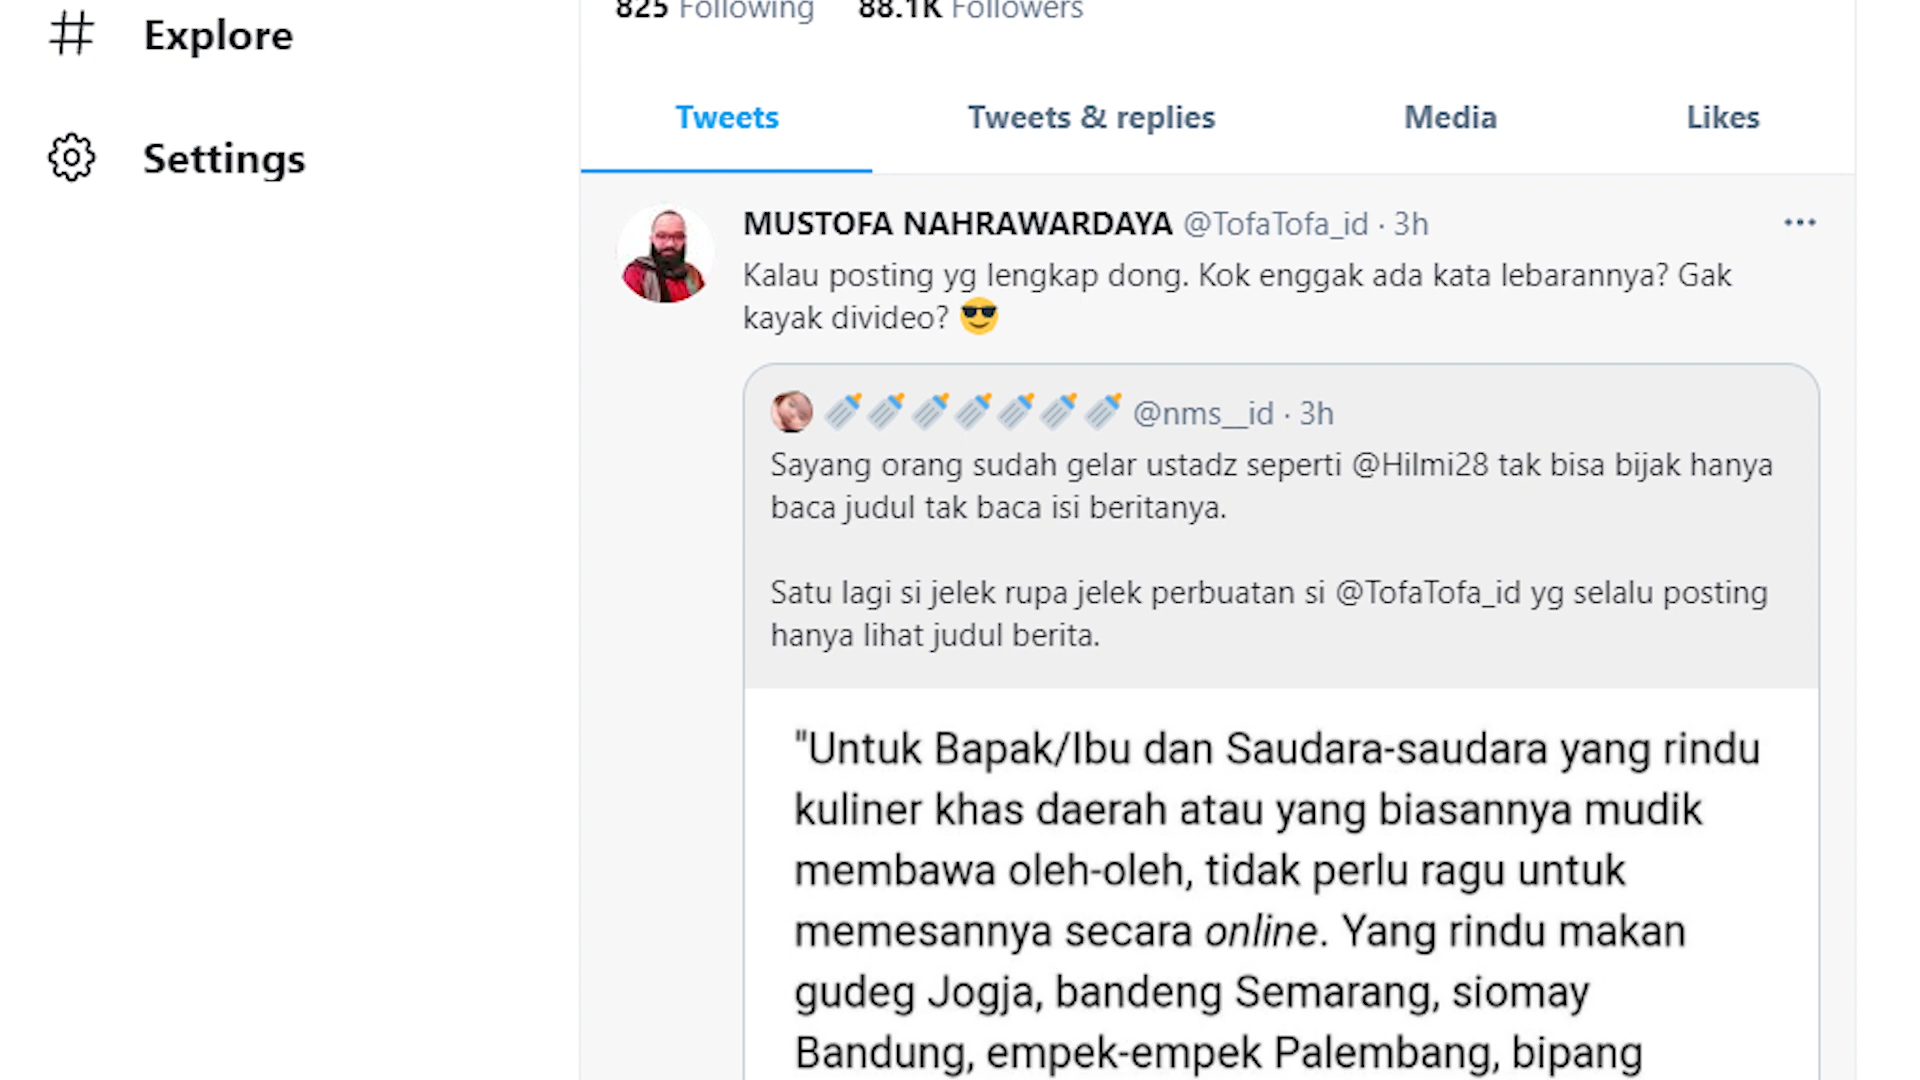 825 Following 88.1K Followers
Explore
Settings
Tweets Tweets & replies Media Likes
MUSTOFA NAHRAWARDAYA @TofaTofa_id · 3h
Kalau posting yg lengkap dong. Kok enggak ada kata lebarannya? Gak
kayak divideo? 😎
🍼🍼🍼🍼🍼🍼🍼 @nms__id · 3h
Sayang orang sudah gelar ustadz seperti @Hilmi28 tak bisa bijak hanya
baca judul tak baca isi beritanya.
Satu lagi si jelek rupa jelek perbuatan si @TofaTofa_id yg selalu posting
hanya lihat judul berita.
"Untuk Bapak/Ibu dan Saudara-saudara yang rindu
kuliner khas daerah atau yang biasannya mudik
membawa oleh-oleh, tidak perlu ragu untuk
memesannya secara online. Yang rindu makan
gudeg Jogja, bandeng Semarang, siomay
Bandung, empek-empek Palembang, bipang